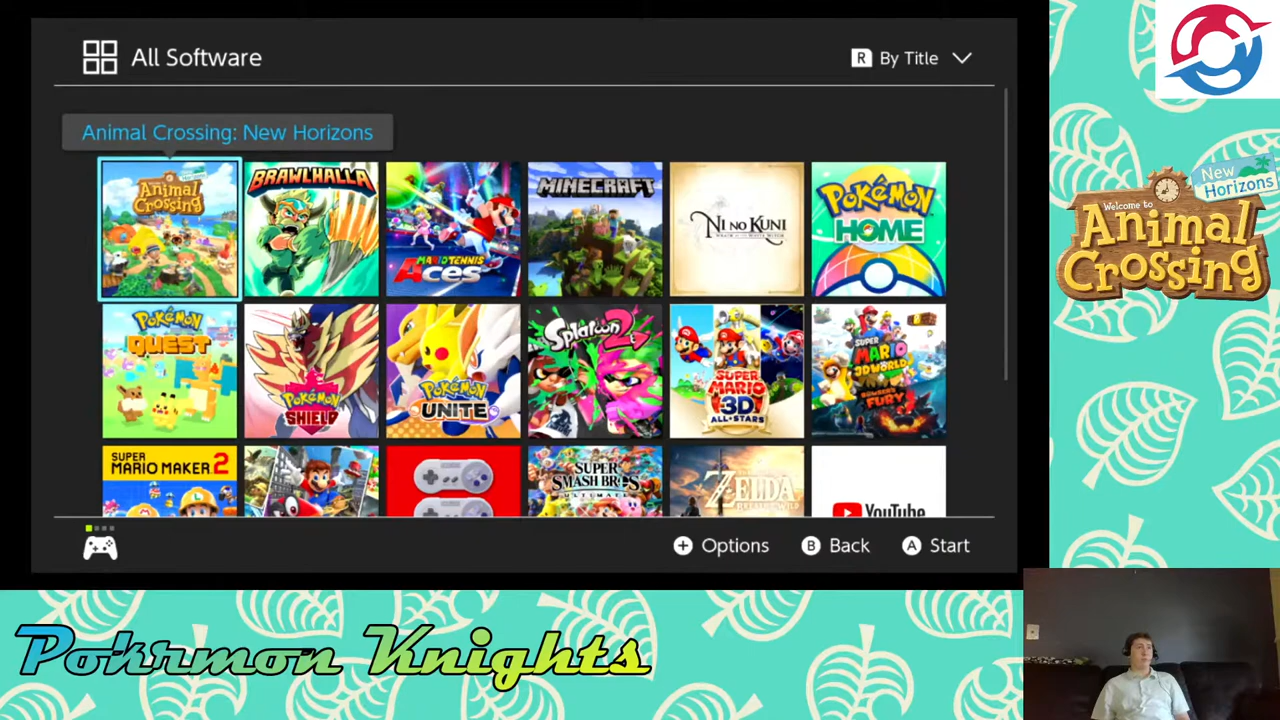 All Software
R By Title
Animal Crossing: New Horizons
Animal Crossing
BRAWLHALLA
MARIO TENNIS
Aces
MINECRAFT
NI NO KUNI
POKéMON
HOME
POKéMON
QUEST
POKéMON
SHIELD
POKéMON
UNITE
Splatoon 2
SUPER
MARIO
3D
ALL★STARS
SUPER
MARIO
3D WORLD
BOWSER'S
FURY
SUPER
MARIO MAKER 2
SUPER
SMASH BROS.
ULTIMATE
ZELDA
YouTube
+ Options
B Back
A Start
New
Horizons
Welcome to
Animal
Crossing
Pokrmon Knights